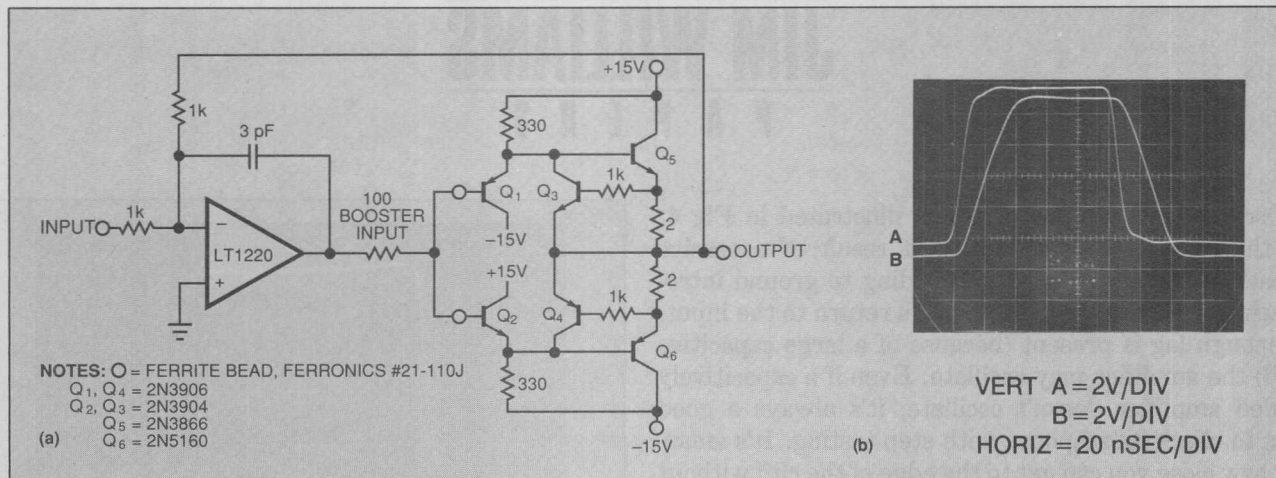 +15V
1k
3 pF
330
Q5
1k
Q1
Q3
100
BOOSTER
INPUT
2
INPUT
1k
−
LT1220
+
−15V
OUTPUT
+15V
2
Q2
Q4
1k
Q6
330
−15V
NOTES: O = FERRITE BEAD, FERRONICS #21-110J
Q1, Q4 = 2N3906
Q2, Q3 = 2N3904
Q5 = 2N3866
Q6 = 2N5160
(a)
A
B
VERT A = 2V/DIV
B = 2V/DIV
(b)
HORIZ = 20 nSEC/DIV